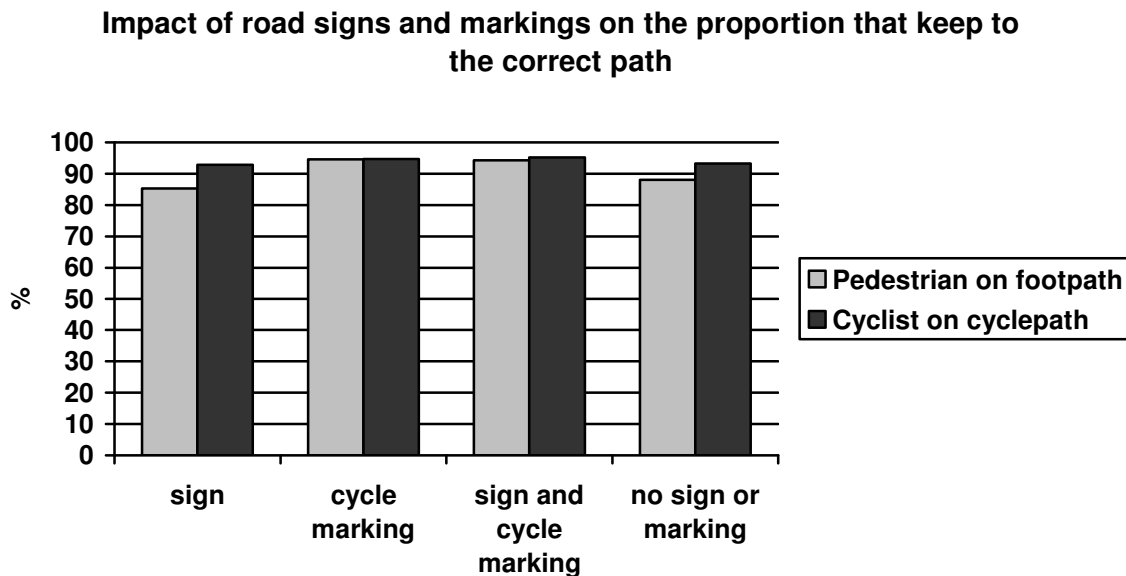 Impact of road signs and markings on the proportion that keep to
the correct path
100
90
80
70
60
50
40
30
20
10
0
%
sign
cycle
marking
sign and
cycle
marking
no sign or
marking
Pedestrian on footpath
Cyclist on cyclepath